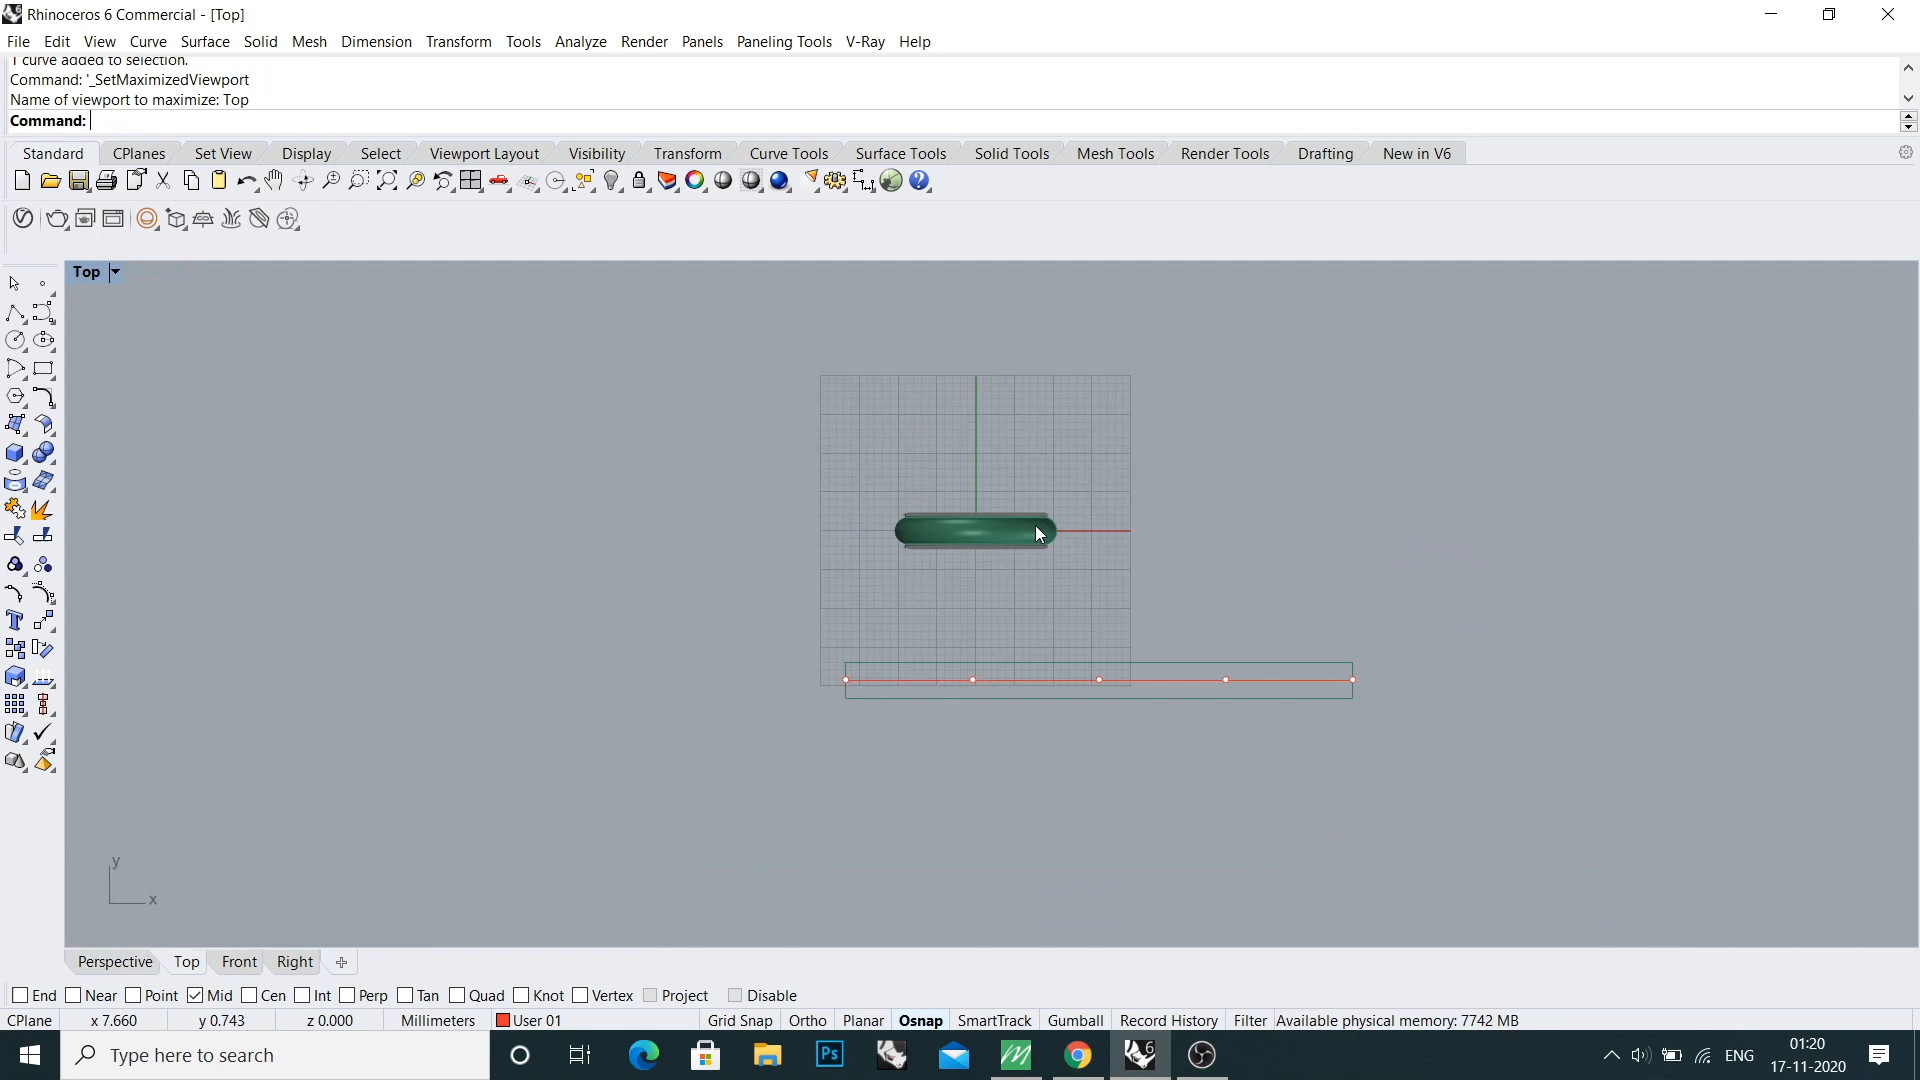 Rhinoceros 6 Commercial - [Top]
File Edit View Curve Surface Solid Mesh Dimension Transform Tools Analyze Render Panels Paneling Tools V-Ray Help
1 curve added to selection.
Command: '_SetMaximizedViewport
Name of viewport to maximize: Top
Command:
Standard CPlanes Set View Display Select Viewport Layout Visibility Transform Curve Tools Surface Tools Solid Tools Mesh Tools Render Tools Drafting New in V6
Top
y
x
Perspective Top Front Right
End Near Point Mid Cen Int Perp Tan Quad Knot Vertex Project Disable
CPlane x 7.660 y 0.743 z 0.000 Millimeters User 01 Grid Snap Ortho Planar Osnap SmartTrack Gumball Record History Filter Available physical memory: 7742 MB
Type here to search
Ps
6
ENG
01:20
17-11-2020